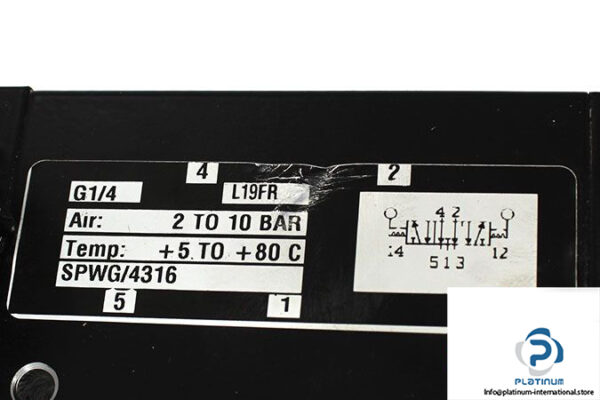 4
2
G1/4
L19FR
Air: 2 TO 10 BAR
Temp: +5 TO +80 C
SPWG/4316
5
1
4 2
14 12
5 1 3
PLATINUM
www.platinum-international.store